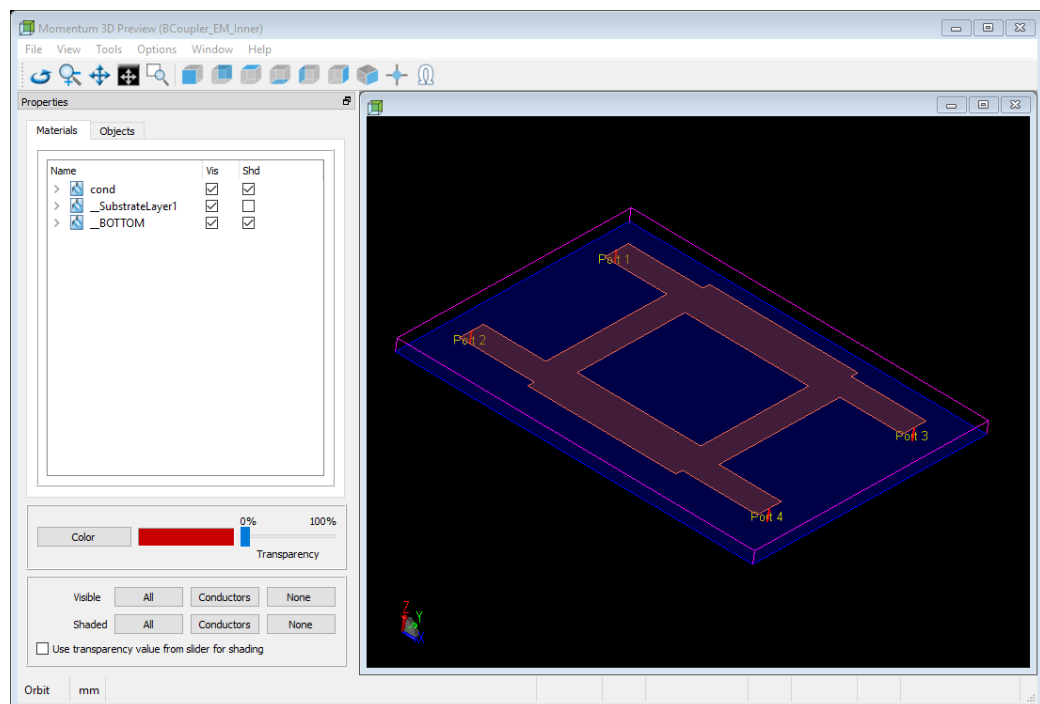 Momentum 3D Preview (BCoupler_EM_Inner)
File View Tools Options Window Help
Properties
Materials Objects
Name Vis Shd
cond
__SubstrateLayer1
__BOTTOM
Color 0% 100%
Transparency
Visible All Conductors None
Shaded All Conductors None
Use transparency value from slider for shading
Port 1
Port 2
Port 3
Port 4
Z
Y
X
Orbit mm